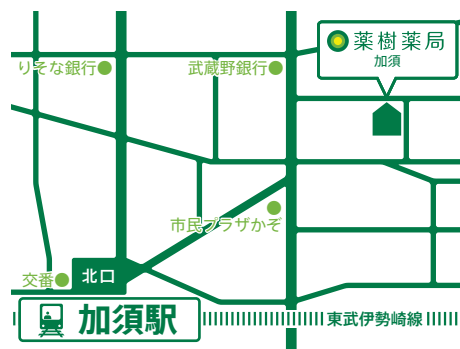 薬樹薬局
加須
りそな銀行
武蔵野銀行
市民プラザかぞ
交番
北口
加須駅
東武伊勢崎線